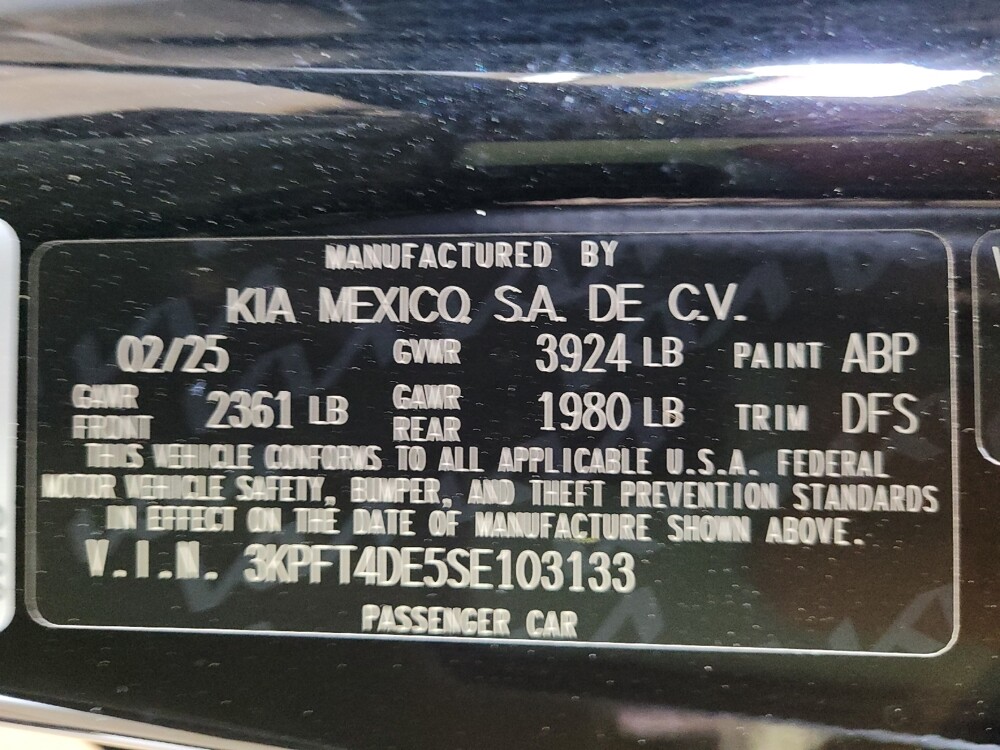 MANUFACTURED BY
KIA MEXICO, S.A. DE C.V.
02/25 GVWR 3924 LB PAINT ABP
GAWR FRONT 2361 LB GAWR REAR 1980 LB TRIM DFS
THIS VEHICLE CONFORMS TO ALL APPLICABLE U.S.A. FEDERAL
MOTOR VEHICLE SAFETY, BUMPER, AND THEFT PREVENTION STANDARDS
IN EFFECT ON THE DATE OF MANUFACTURE SHOWN ABOVE.
V.I.N. 3KPFT4DE5SE103133
PASSENGER CAR